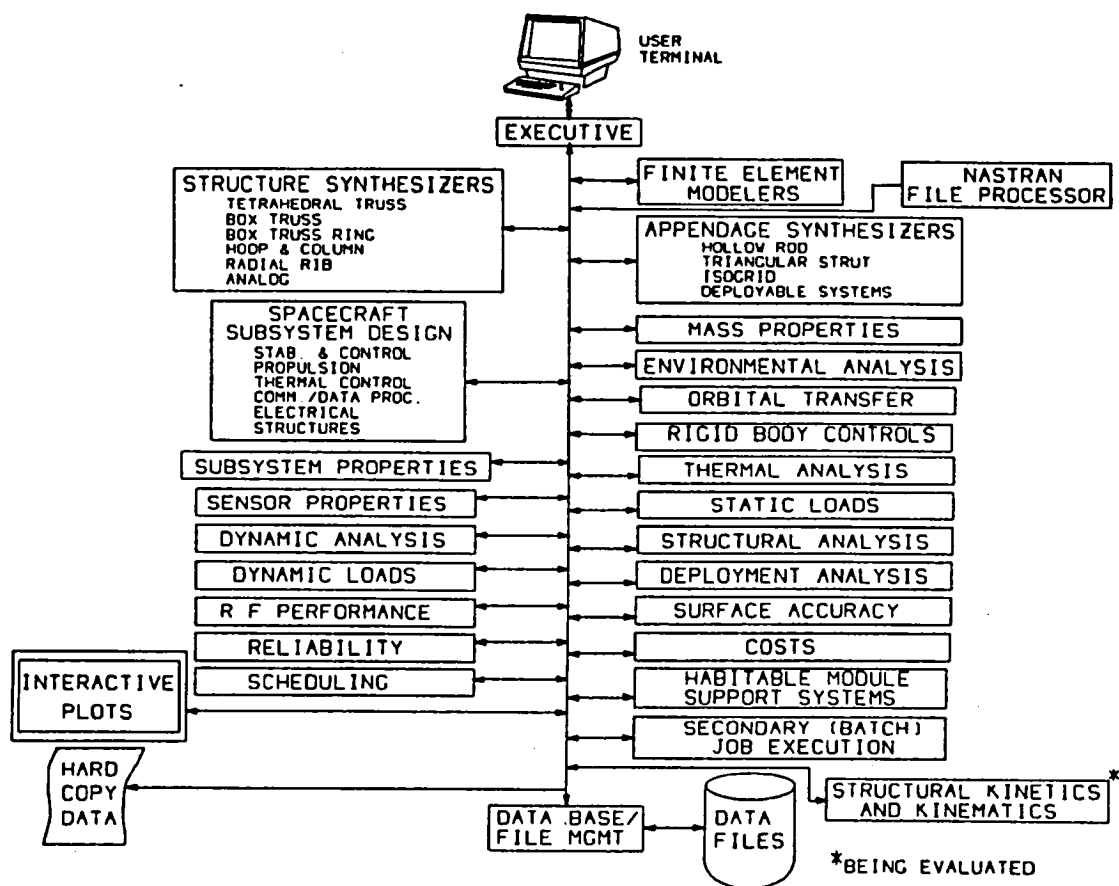 USER
TERMINAL
EXECUTIVE
STRUCTURE SYNTHESIZERS
TETRAHEDRAL TRUSS
BOX TRUSS
BOX TRUSS RING
HOOP & COLUMN
RADIAL RIB
ANALOG
SPACECRAFT
SUBSYSTEM DESIGN
STAB. & CONTROL
PROPULSION
THERMAL CONTROL
COMM./DATA PROC.
ELECTRICAL
STRUCTURES
SUBSYSTEM PROPERTIES
SENSOR PROPERTIES
DYNAMIC ANALYSIS
DYNAMIC LOADS
R F PERFORMANCE
RELIABILITY
SCHEDULING
INTERACTIVE
PLOTS
HARD
COPY
DATA
FINITE ELEMENT
MODELERS
NASTRAN
FILE PROCESSOR
APPENDAGE SYNTHESIZERS
HOLLOW ROD
TRIANGULAR STRUT
ISOGRID
DEPLOYABLE SYSTEMS
MASS PROPERTIES
ENVIRONMENTAL ANALYSIS
ORBITAL TRANSFER
RIGID BODY CONTROLS
THERMAL ANALYSIS
STATIC LOADS
STRUCTURAL ANALYSIS
DEPLOYMENT ANALYSIS
SURFACE ACCURACY
COSTS
HABITABLE MODULE
SUPPORT SYSTEMS
SECONDARY (BATCH)
JOB EXECUTION
STRUCTURAL KINETICS *
AND KINEMATICS
DATA BASE/
FILE MGMT
DATA
FILES
*BEING EVALUATED